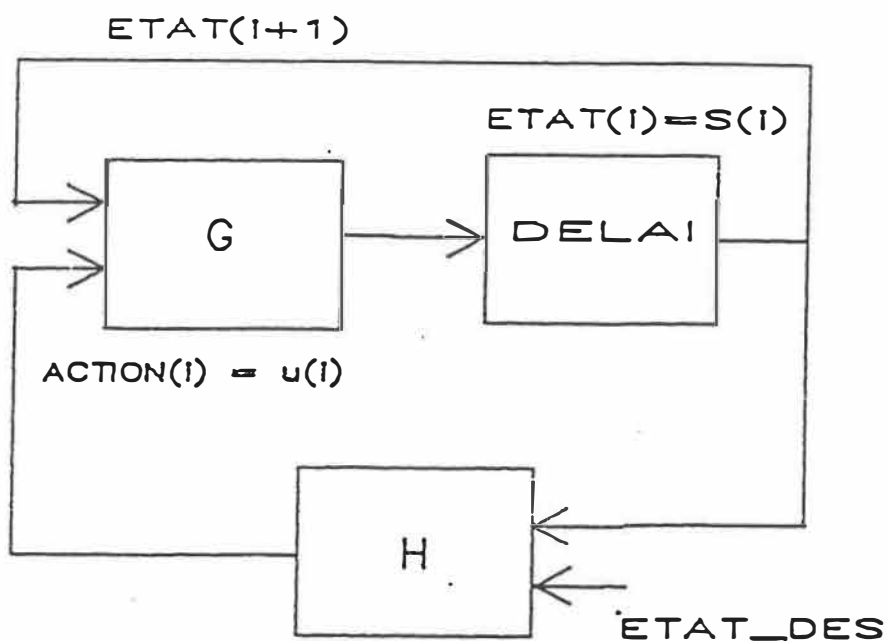 ETAT(i+1)
ETAT(i)=S(i)
G
DELAI
ACTION(i) = u(i)
H
ETAT_DES